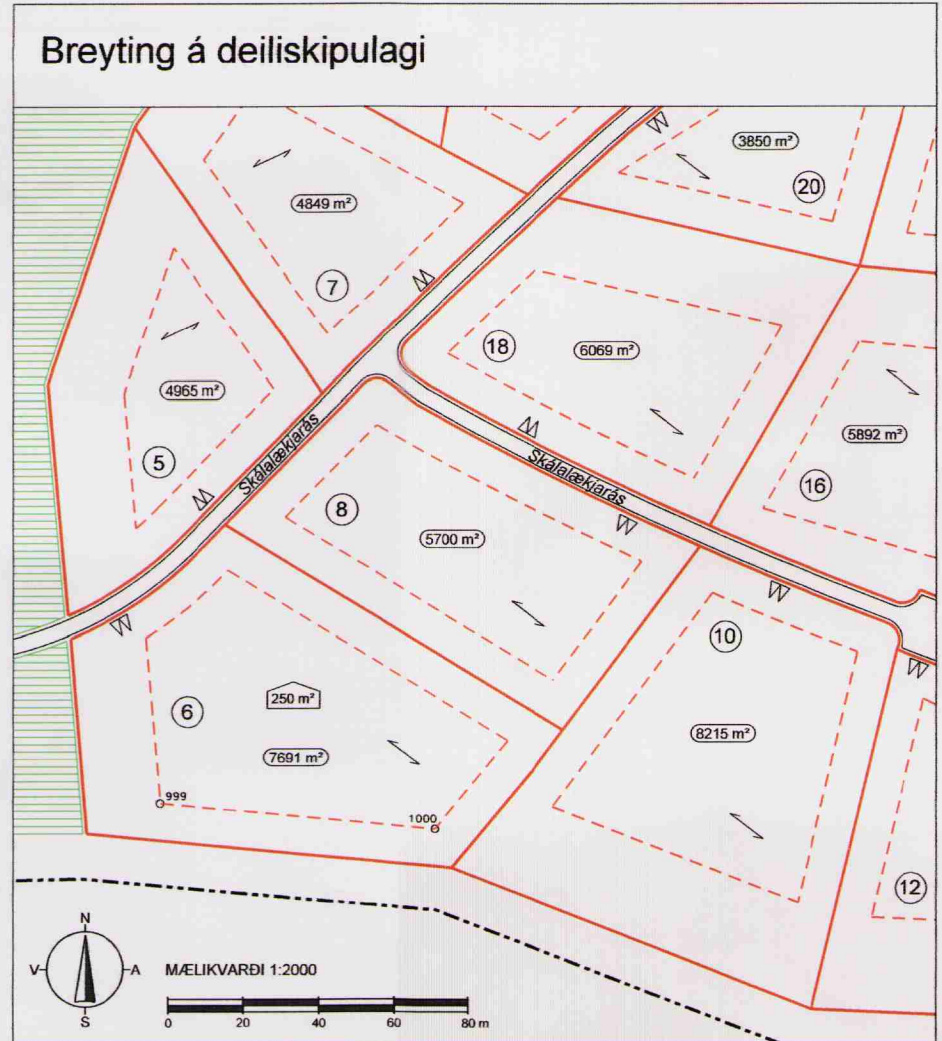 Breyting á deiliskipulagi
3850 m²
20
4849 m²
7
18
6069 m²
4965 m²
5
Skálalækjarás
Skálalækjarás
5892 m²
16
8
5700 m²
10
6
250 m²
7691 m²
8215 m²
999
1000
12
N
V
A
S
MÆLIKVARÐI 1:2000
0 20 40 60 80 m